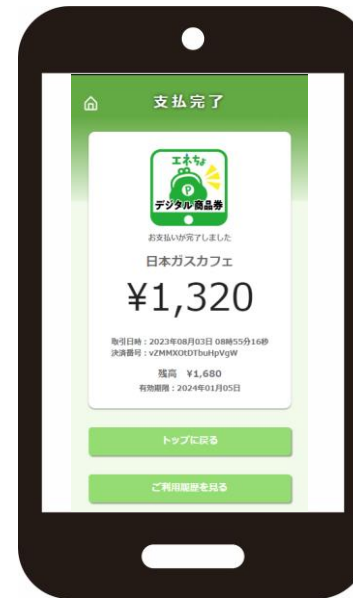 支払完了
エネちょ
P
デジタル商品券
お支払いが完了しました
日本ガスカフェ
¥1,320
取引日時：2023年08月03日 08時55分16秒
決済番号：vZMMXOtDTbuHpVgW
残高 ¥1,680
有効期限：2024年01月05日
トップに戻る
ご利用履歴を見る